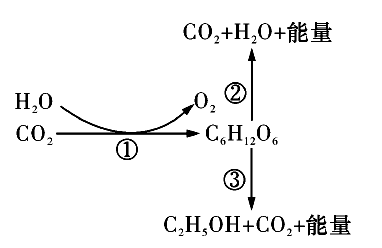 CO₂+H₂O+能量
H₂O O₂ ②
CO₂ C₆H₁₂O₆
①
③
C₂H₅OH+CO₂+能量